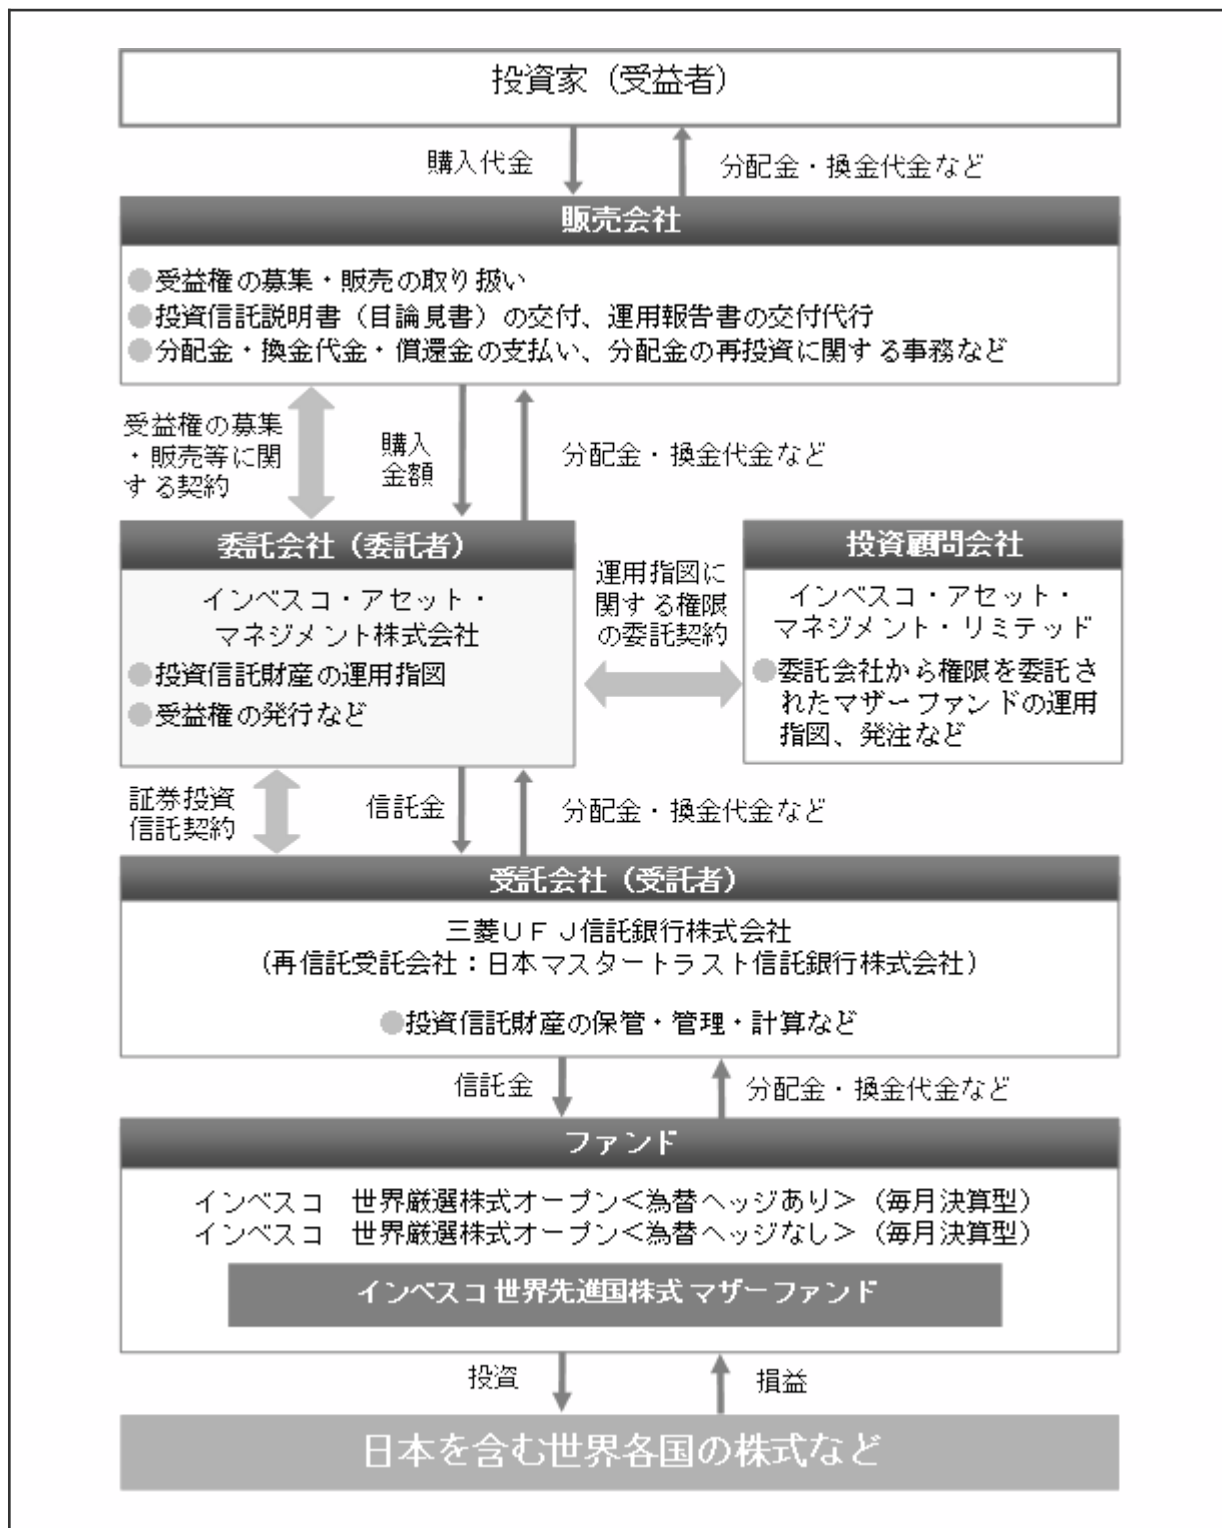 投資家（受益者）
購入代金
分配金・換金代金など
販売会社
●受益権の募集・販売の取り扱い
●投資信託説明書（目論見書）の交付、運用報告書の交付代行
●分配金・換金代金・償還金の支払い、分配金の再投資に関する事務など
受益権の募集
・販売等に関
する契約
購入
金額
分配金・換金代金など
委託会社（委託者）
インベスコ・アセット・
マネジメント株式会社
●投資信託財産の運用指図
●受益権の発行など
運用指図に
関する権限
の委託契約
投資顧問会社
インベスコ・アセット・
マネジメント・リミテッド
●委託会社から権限を委託さ
れたマザーファンドの運用
指図、発注など
証券投資
信託契約
信託金
分配金・換金代金など
受託会社（受託者）
三菱ＵＦＪ信託銀行株式会社
（再信託受託会社：日本マスタートラスト信託銀行株式会社）
●投資信託財産の保管・管理・計算など
信託金
分配金・換金代金など
ファンド
インベスコ　世界厳選株式オープン＜為替ヘッジあり＞（毎月決算型）
インベスコ　世界厳選株式オープン＜為替ヘッジなし＞（毎月決算型）
インベスコ 世界先進国株式 マザーファンド
投資
損益
日本を含む世界各国の株式など